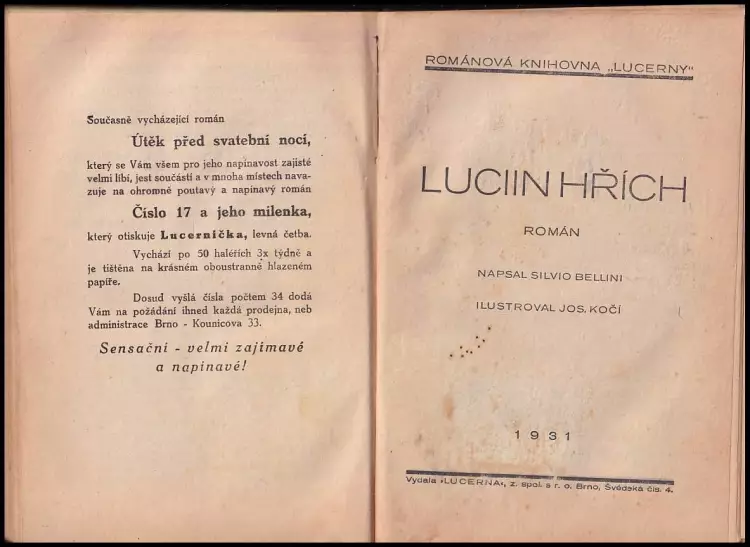 Současně vycházející román
Útěk před svatební noci,
který se Vám všem pro jeho napínavost zajisté
velmi líbí, jest součástí a v mnoha místech nava-
zuje na ohromně poutavý a napínavý román
Číslo 17 a jeho milenka,
který otiskuje Lucernička, levná četba.
Vychází po 50 haléřích 3x týdně a
je tištěna na krásném oboustranně hlazeném
papíře.
Dosud vyšlá čísla počtem 34 dodá
Vám na požádání ihned každá prodejna, neb
administrace Brno - Kounicova 33.
Sensační - velmi zajímavé
a napínavé!
ROMÁNOVÁ KNIHOVNA „LUCERNY"
LUCIIN HŘÍCH
ROMÁN
NAPSAL SILVIO BELLINI
ILUSTROVAL JOS. KOČÍ
1931
Vydala »LUCERNA«, z. spol. s r. o. Brno, Švédská čís. 4.